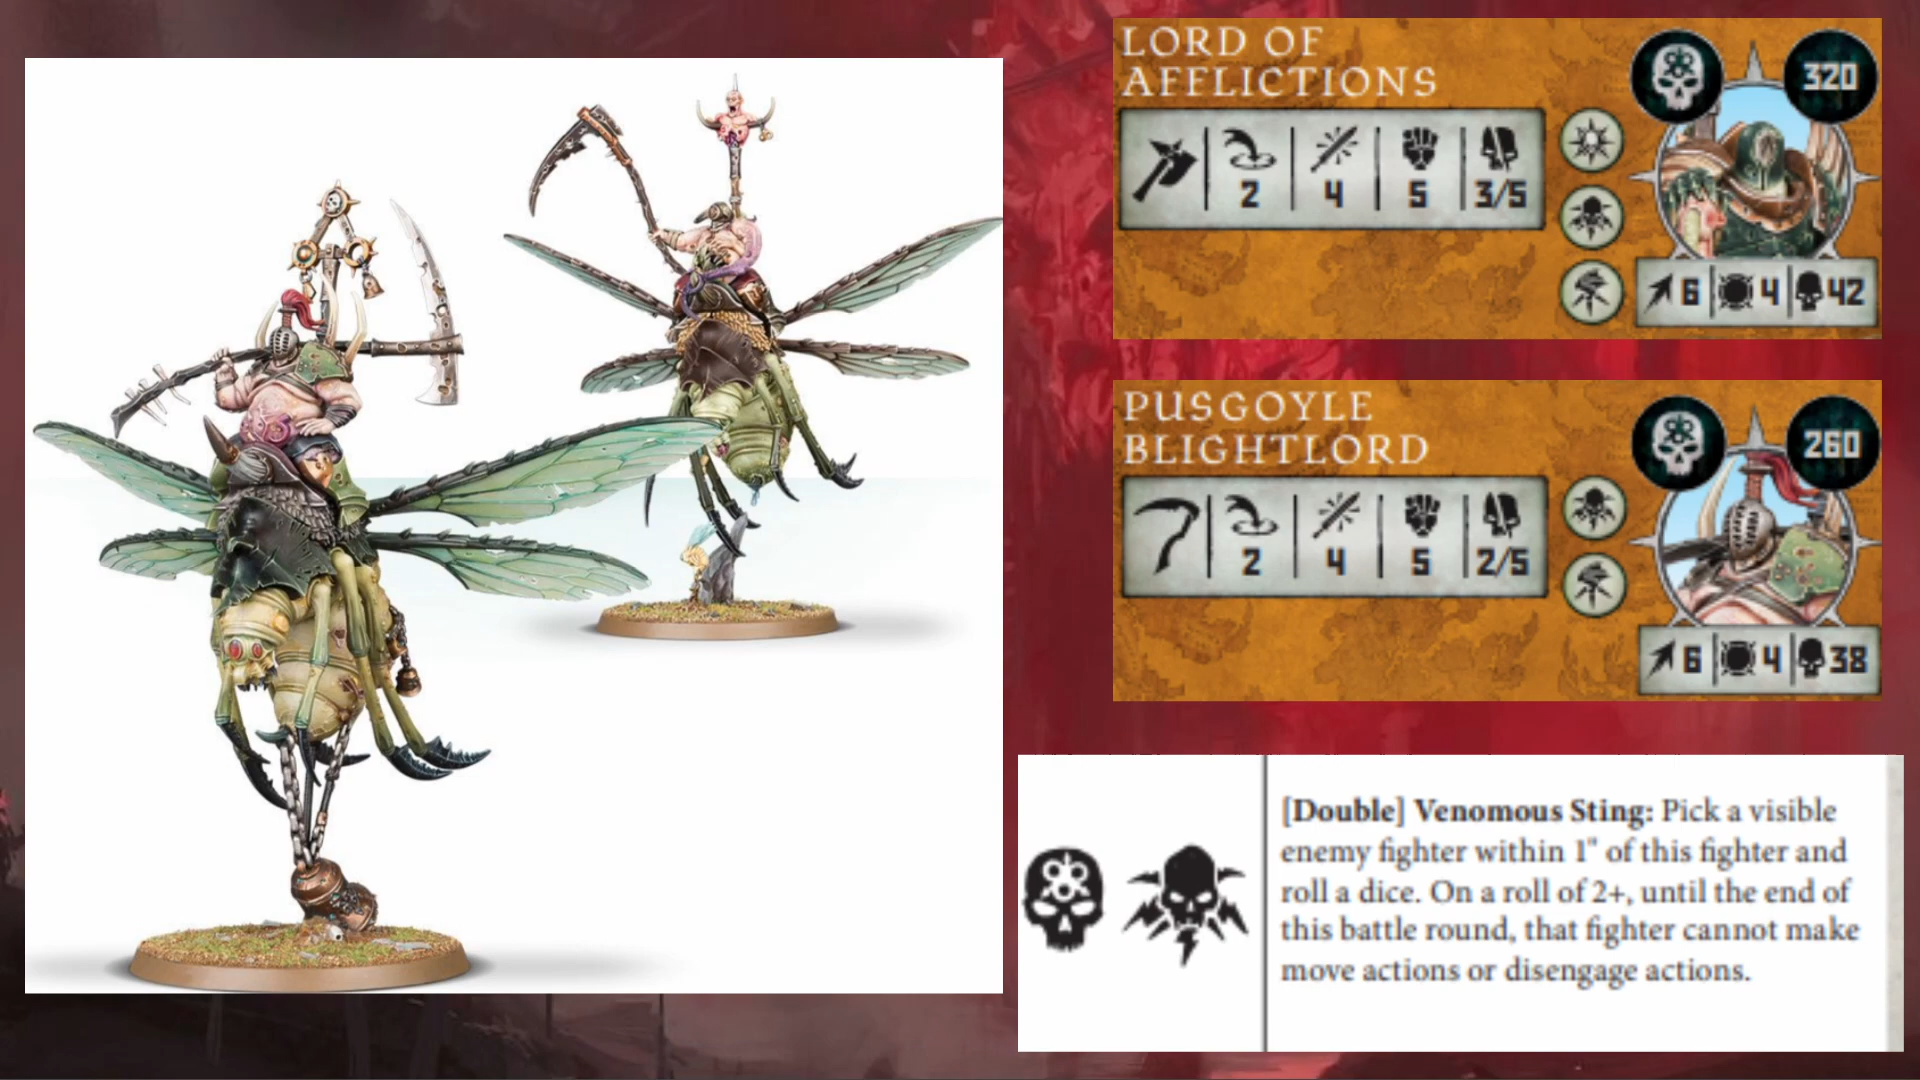 LORD OF
AFFLICTIONS
320
2 4 5 3/5
6 4 42
PUSGOYLE
BLIGHTLORD
260
2 4 5 2/5
6 4 38
[Double] Venomous Sting: Pick a visible
enemy fighter within 1" of this fighter and
roll a dice. On a roll of 2+, until the end of
this battle round, that fighter cannot make
move actions or disengage actions.